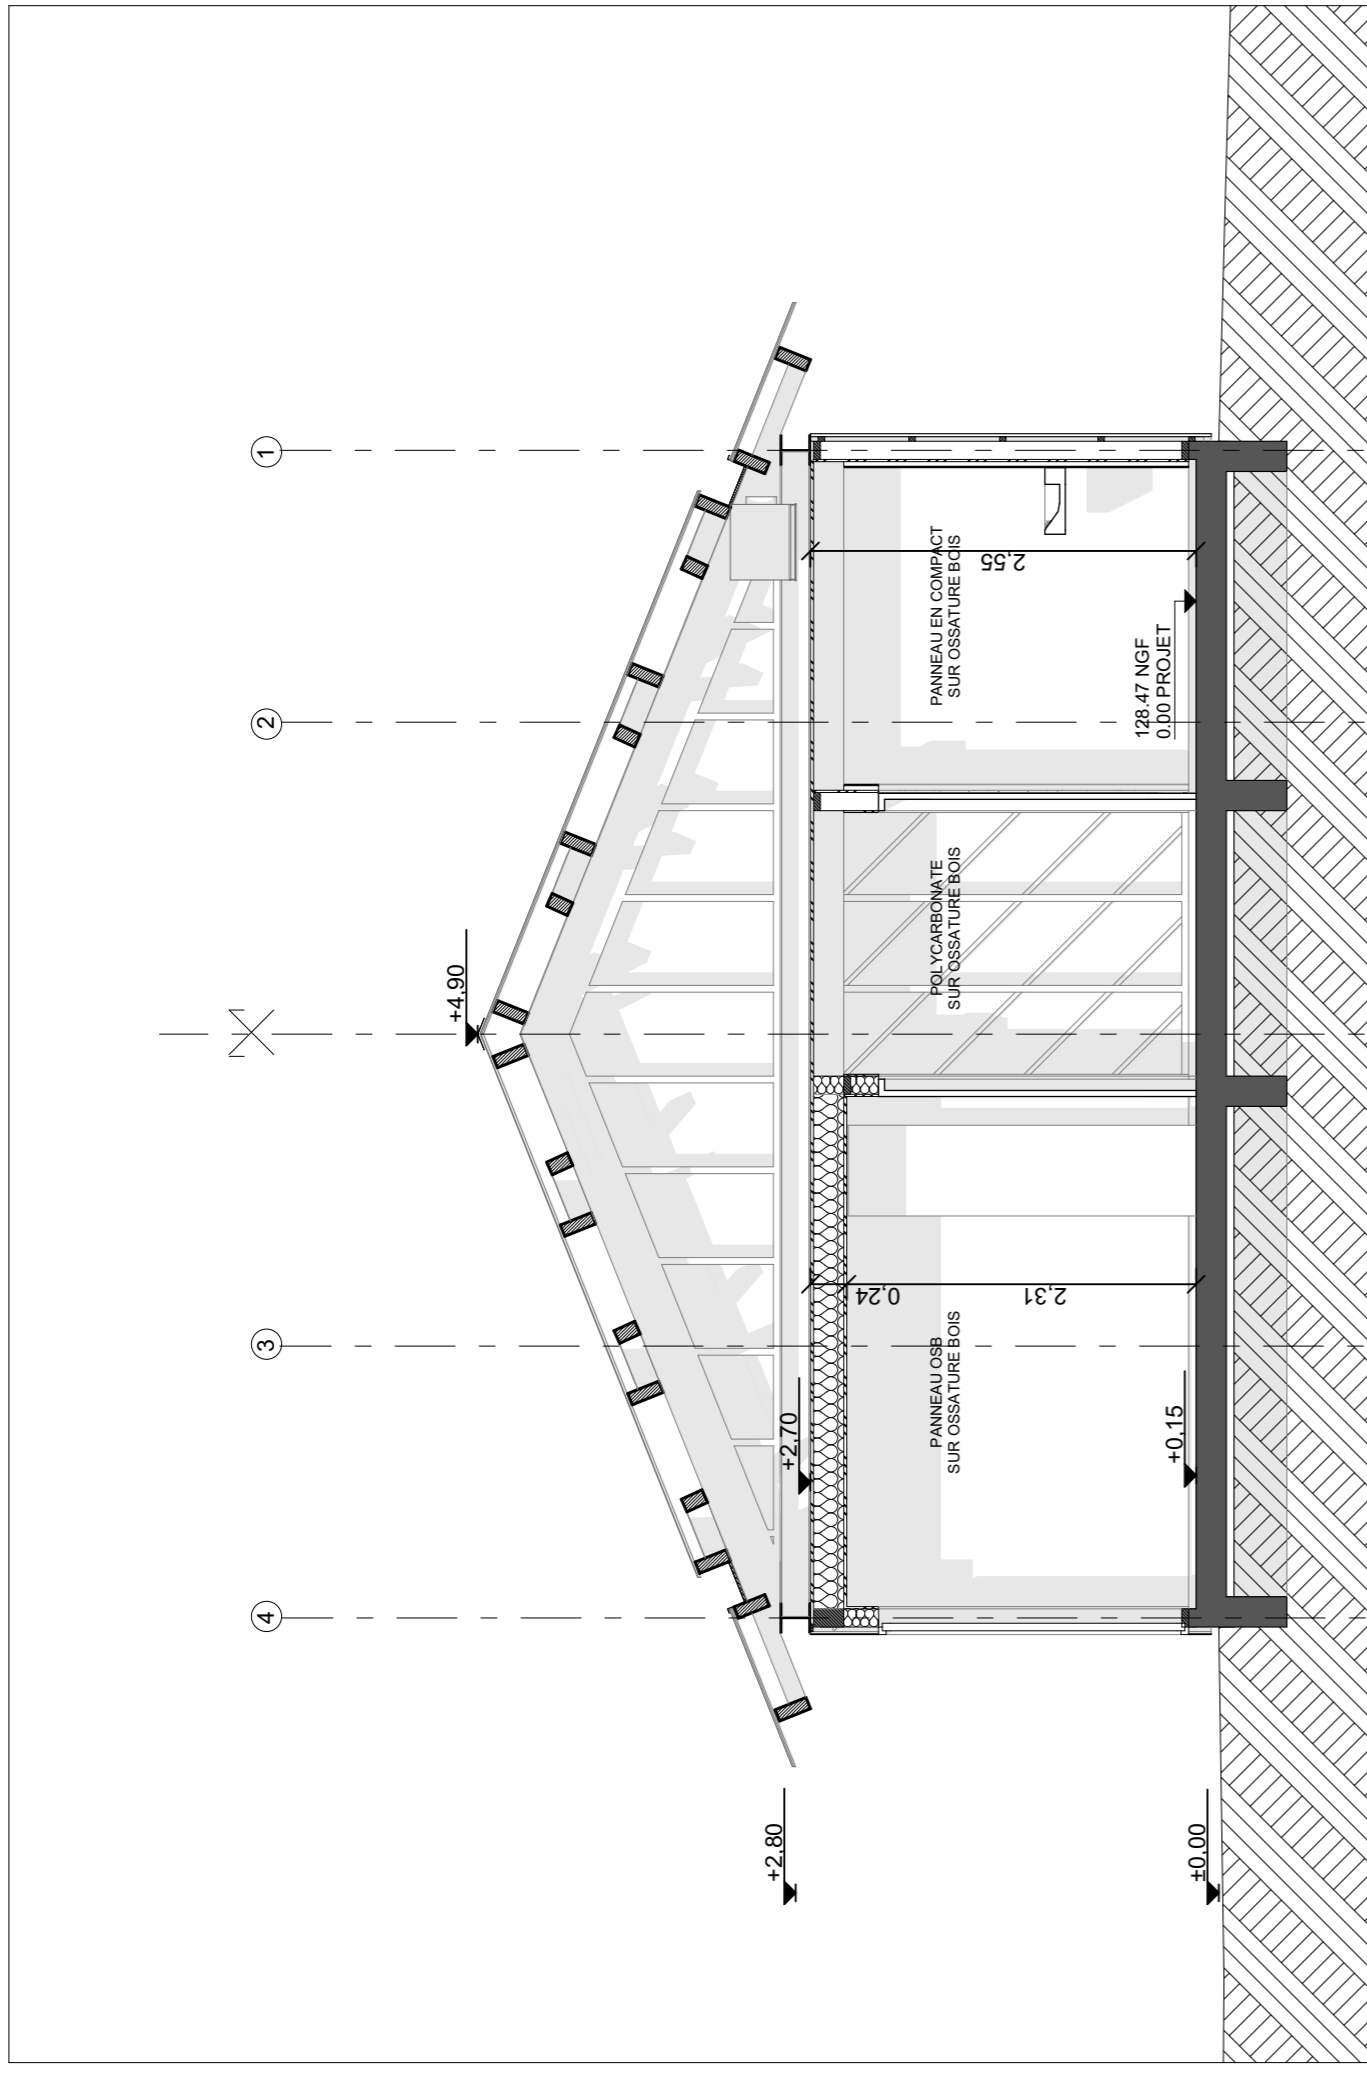 4
3
2
1
+4,90
+2,80
+2,70
0,24
2,31
2,55
PANNEAU OSB
SUR OSSATURE BOIS
POLYCARBONATE
SUR OSSATURE BOIS
PANNEAU EN COMPACT
SUR OSSATURE BOIS
128.47 NGF
0.00 PROJET
+0,15
±0,00